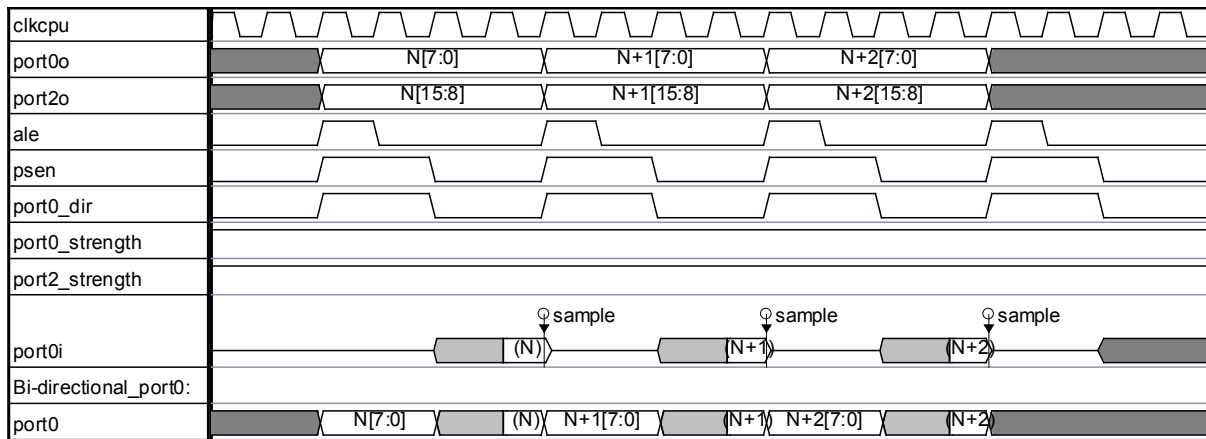 clkcpu
port0o N[7:0] N+1[7:0] N+2[7:0]
port2o N[15:8] N+1[15:8] N+2[15:8]
ale
psen
port0_dir
port0_strength
port2_strength
sample sample sample
port0i (N) (N+1) (N+2)
Bi-directional_port0:
port0 N[7:0] (N) N+1[7:0] (N+1) N+2[7:0] (N+2)